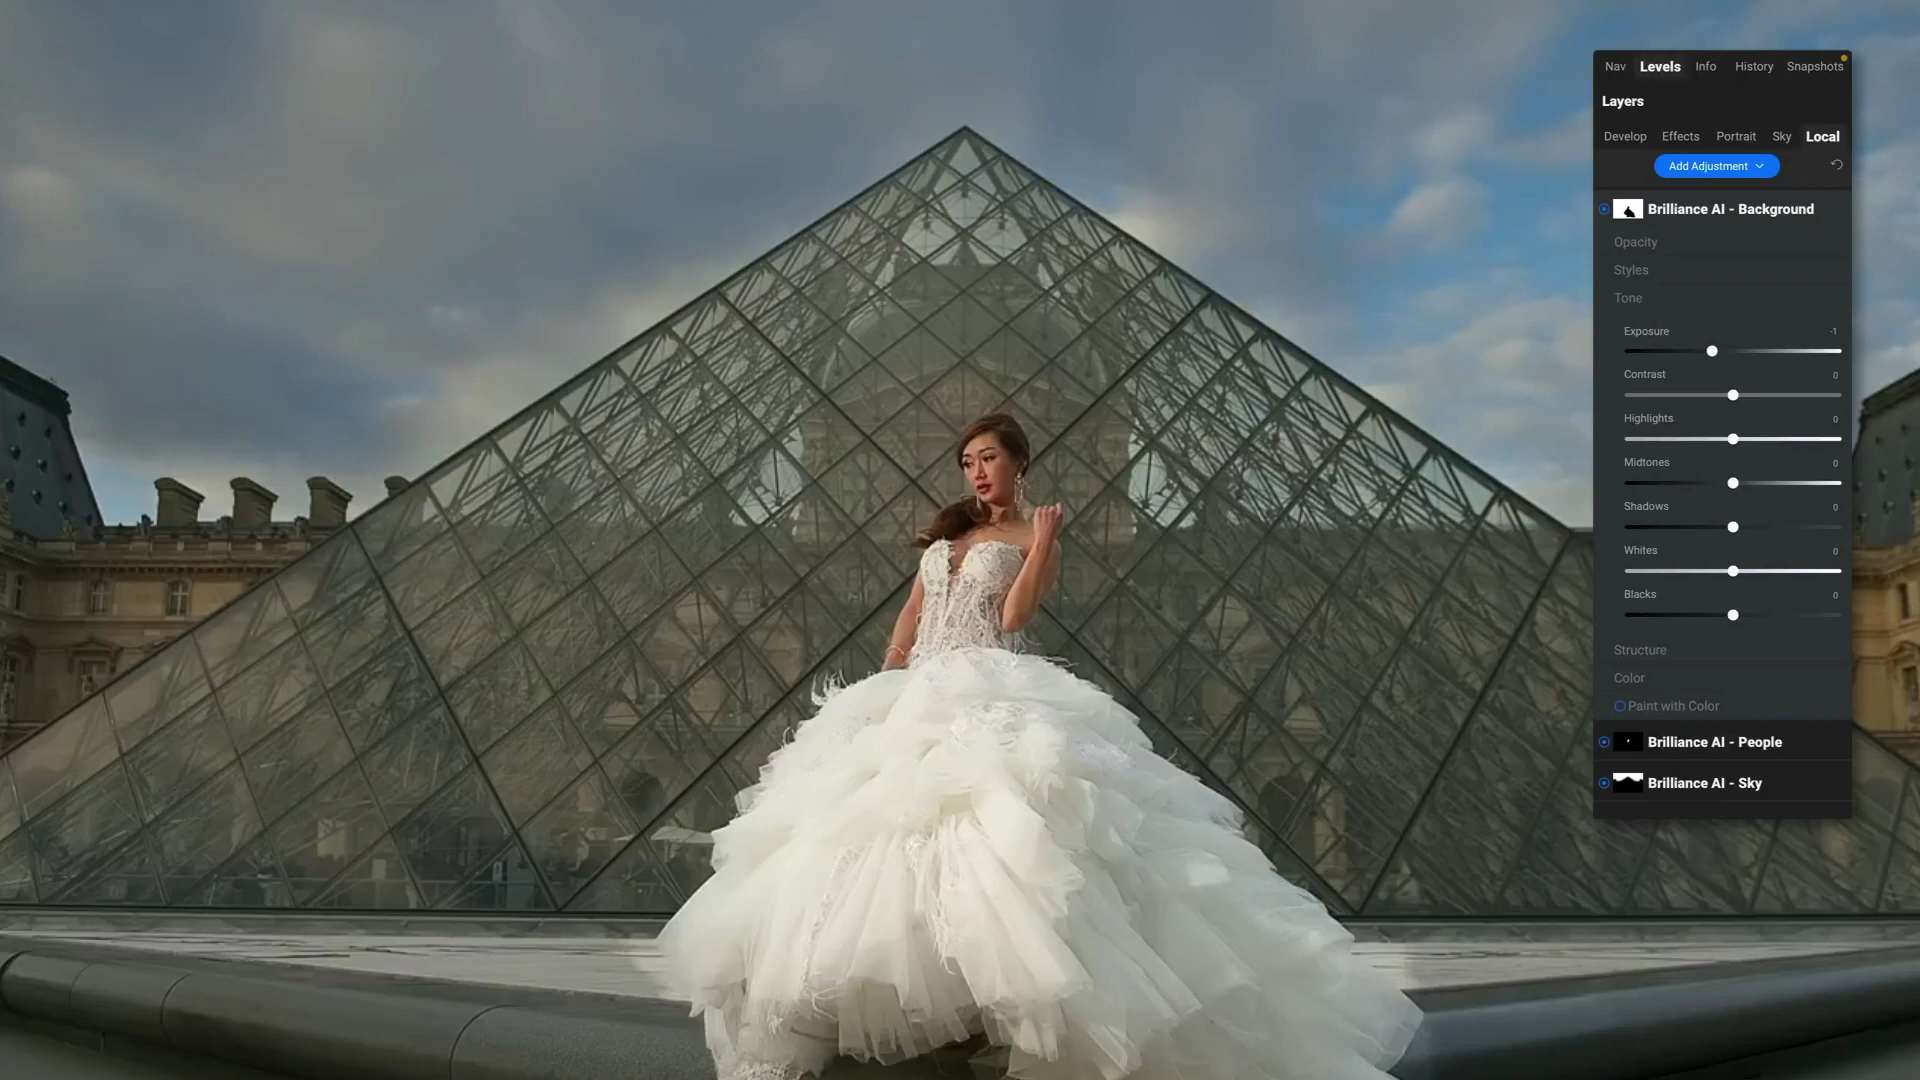 Nav Levels Info History Snapshots
Layers
Develop Effects Portrait Sky Local
Add Adjustment
Brilliance AI - Background
Opacity
Styles
Tone
Exposure -1
Contrast 0
Highlights 0
Midtones 0
Shadows 0
Whites 0
Blacks 0
Structure
Color
Paint with Color
Brilliance AI - People
Brilliance AI - Sky